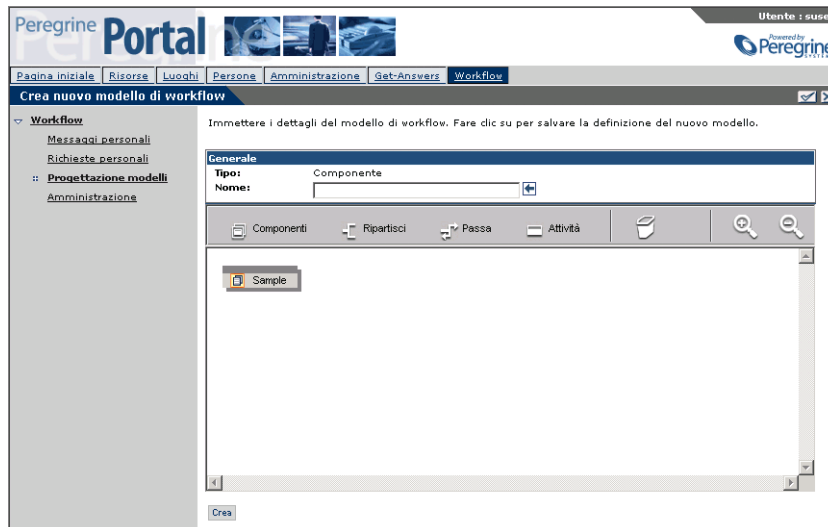 Peregrine Portal
Utente : suse
Powered by
Peregrine
SYSTEMS
Pagina iniziale Risorse Luoghi Persone Amministrazione Get-Answers Workflow
Crea nuovo modello di workflow
Workflow
Messaggi personali
Richieste personali
Progettazione modelli
Amministrazione
Immettere i dettagli del modello di workflow. Fare clic su per salvare la definizione del nuovo modello.
Generale
Tipo: Componente
Nome:
Componenti Ripartisci Passa Attività
Sample
Crea